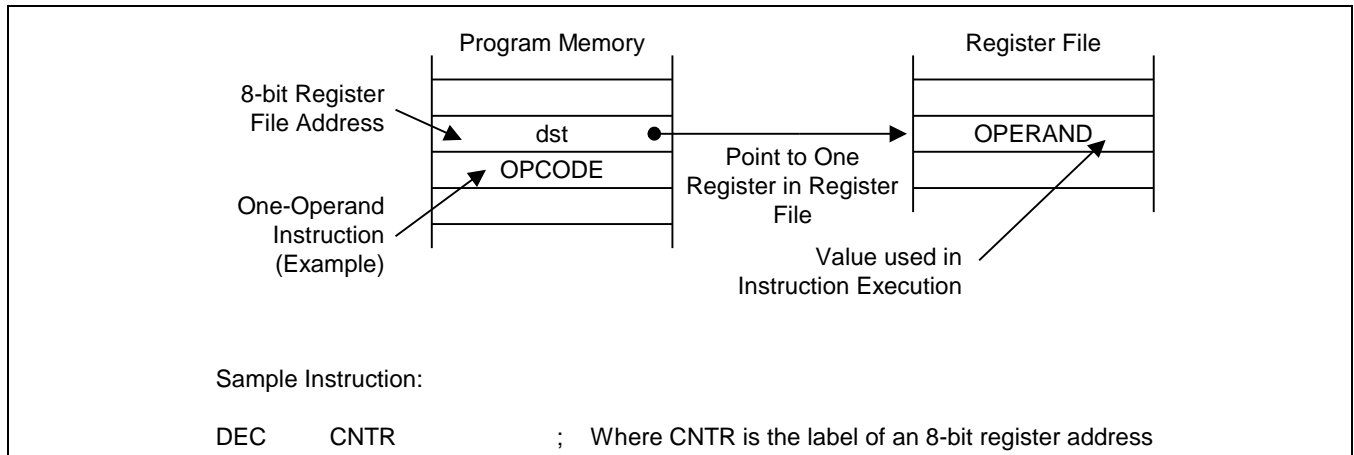 Program Memory
Register File
8-bit Register
File Address
dst
OPERAND
OPCODE
Point to One
Register in Register
File
One-Operand
Instruction
(Example)
Value used in
Instruction Execution
Sample Instruction:
DEC CNTR ; Where CNTR is the label of an 8-bit register address